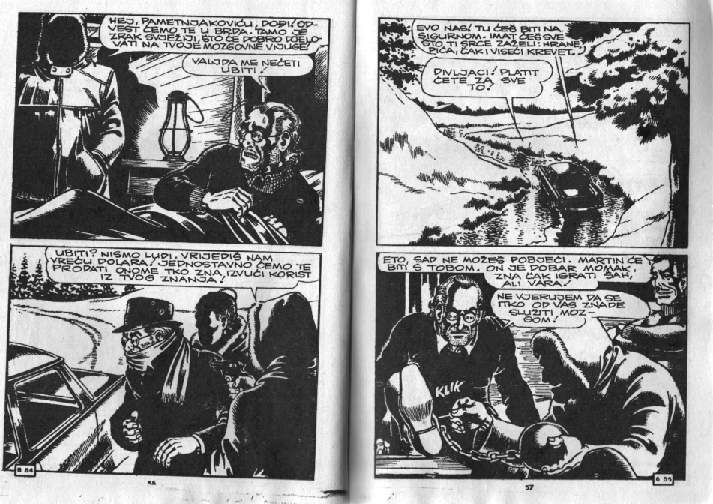 HEJ, PAMETNJAKOVIĆU, DOĐI! OD-
VEST ĆEMO TE U BRDA. TAMO JE
ZRAK SVJEŽIJI, ŠTO ĆE DOBRO DJELO-
VATI NA TVOJE MOZGOVNE VIJUGE.
VALJDA ME NEĆETI
UBITI!
UBITI? NISMO LUDI. VRIJEDIŠ NAM
VREĆU DOLARA! JEDNOSTAVNO ĆEMO TE
PRODATI ONOME TKO ZNA IZVUĆI KORIST
IZ TVOG ZNANJA!
B 54
56
EVO NAS! TU ĆEŠ BITI NA
SIGURNOM. IMAT ĆEŠ SVE
ŠTO TI SRCE ZAŽELI: HRANE,
PIĆA, ČAK I VISEĆI KREVET.
DIVLJACI! PLATIT
ĆETE ZA SVE
TO.
ETO, SAD NE MOŽEŠ POBJEĆI. MARTIN ĆE
BITI S TOBOM. ON JE DOBAR MOMAK,
ZNA ČAK IGRATI ŠAH,
ALI VARA!
NE VJERUJEM DA SE
ITKO OD VAS ZNADE
SLUŽITI MOZ-
GOM!
KLIK
B 55
57